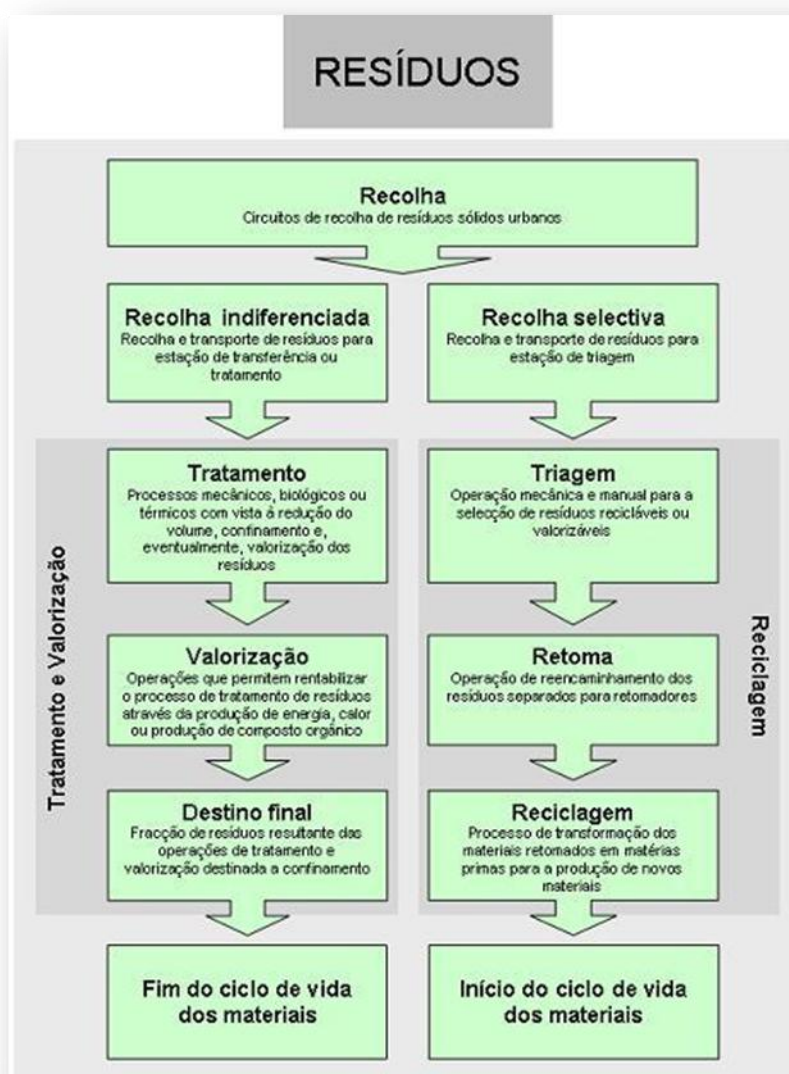 RESÍDUOS
Recolha
Circuitos de recolha de resíduos sólidos urbanos
Recolha indiferenciada
Recolha e transporte de resíduos para
estação de transferência ou
tratamento
Recolha selectiva
Recolha e transporte de resíduos para
estação de triagem
Tratamento e Valorização
Tratamento
Processos mecânicos, biológicos ou
térmicos com vista á redução do
volume, confinamento e,
eventualmente, valorização dos
resíduos
Valorização
Operações que permitem rentabilizar
o processo de tratamento de resíduos
através da produção de energia, calor
ou produção de composto orgânico
Destino final
Fracção de resíduos resultante das
operações de tratamento e
valorização destinada a confinamento
Fim do ciclo de vida
dos materiais
Triagem
Operação mecânica e manual para a
selecção de resíduos recicláveis ou
valorizáveis
Retoma
Operação de reencaminhamento dos
resíduos separados para retomadores
Reciclagem
Processo de transformação dos
materiais retomados em matérias
primas para a produção de novos
materiais
Reciclagem
Início do ciclo de vida
dos materiais